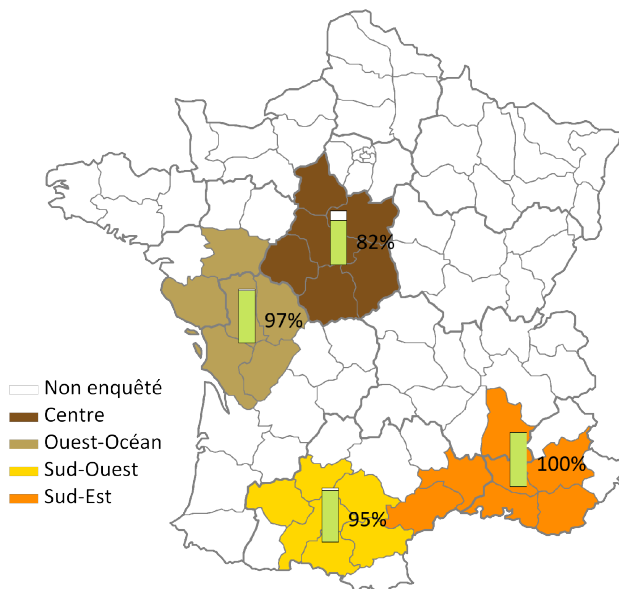 82%
97%
Non enquêté
Centre
Ouest-Océan
Sud-Ouest
Sud-Est
100%
95%